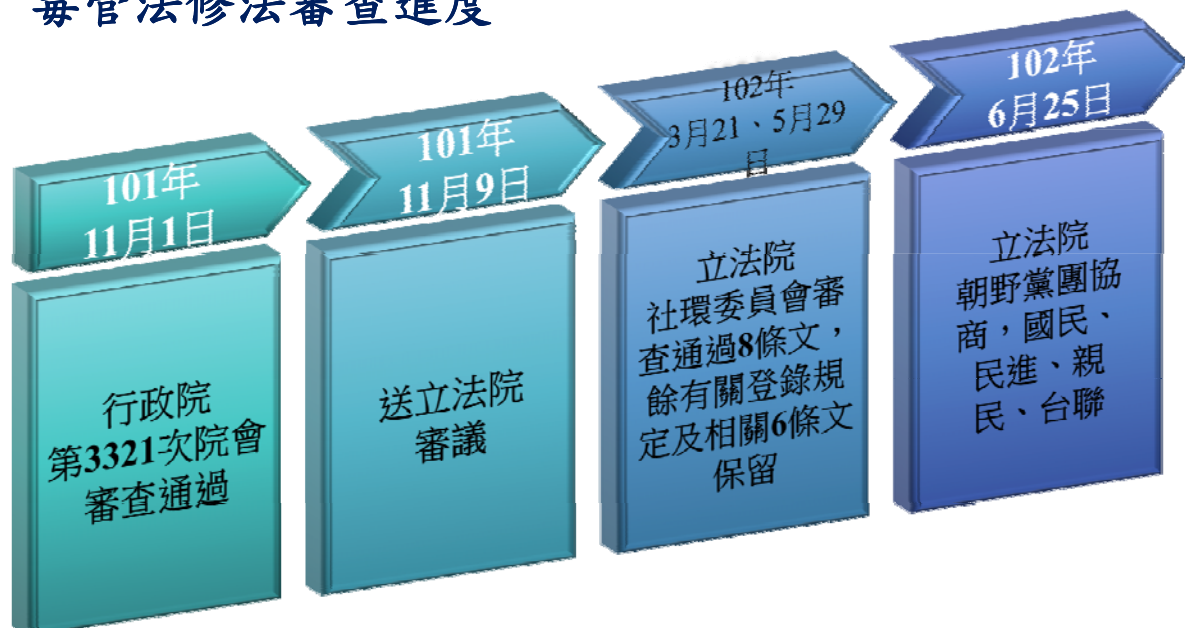 毒管法修法審查進度
101年
11月1日
行政院
第3321次院會
審查通過
101年
11月9日
送立法院
審議
102年
3月21、5月29
日
立法院
社環委員會審
查通過8條文，
餘有關登錄規
定及相關6條文
保留
102年
6月25日
立法院
朝野黨團協
商，國民、
民進、親
民、台聯